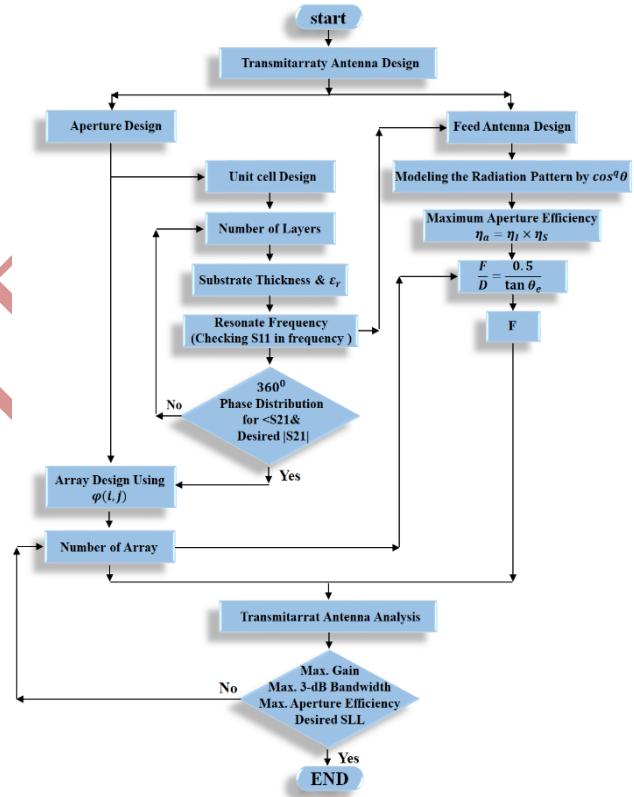 start
Transmitarraty Antenna Design
Aperture Design
Feed Antenna Design
Unit cell Design
Modeling the Radiation Pattern by cos^qθ
Number of Layers
Maximum Aperture Efficiency
η_a = η_I × η_S
Substrate Thickness & ε_r
F/D = 0.5/tan θ_e
Resonate Frequency
(Checking S11 in frequency )
F
No
360⁰
Phase Distribution
for <S21&
Desired |S21|
Yes
Array Design Using
φ(i, j)
Number of Array
Transmitarrat Antenna Analysis
No
Max. Gain
Max. 3-dB Bandwidth
Max. Aperture Efficiency
Desired SLL
Yes
END